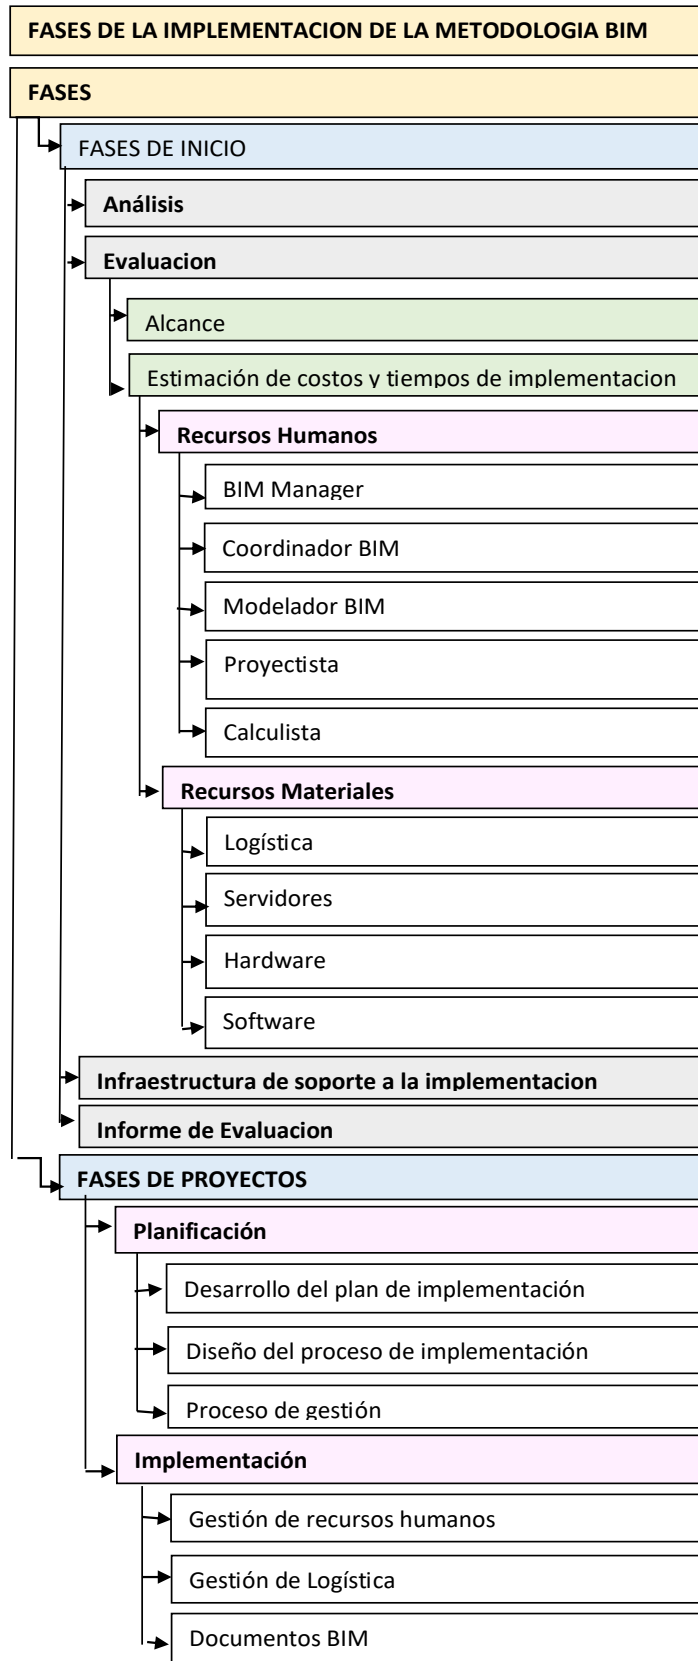 FASES DE LA IMPLEMENTACION DE LA METODOLOGIA BIM
FASES
FASES DE INICIO
Análisis
Evaluacion
Alcance
Estimación de costos y tiempos de implementacion
Recursos Humanos
BIM Manager
Coordinador BIM
Modelador BIM
Proyectista
Calculista
Recursos Materiales
Logística
Servidores
Hardware
Software
Infraestructura de soporte a la implementacion
Informe de Evaluacion
FASES DE PROYECTOS
Planificación
Desarrollo del plan de implementación
Diseño del proceso de implementación
Proceso de gestión
Implementación
Gestión de recursos humanos
Gestión de Logística
Documentos BIM